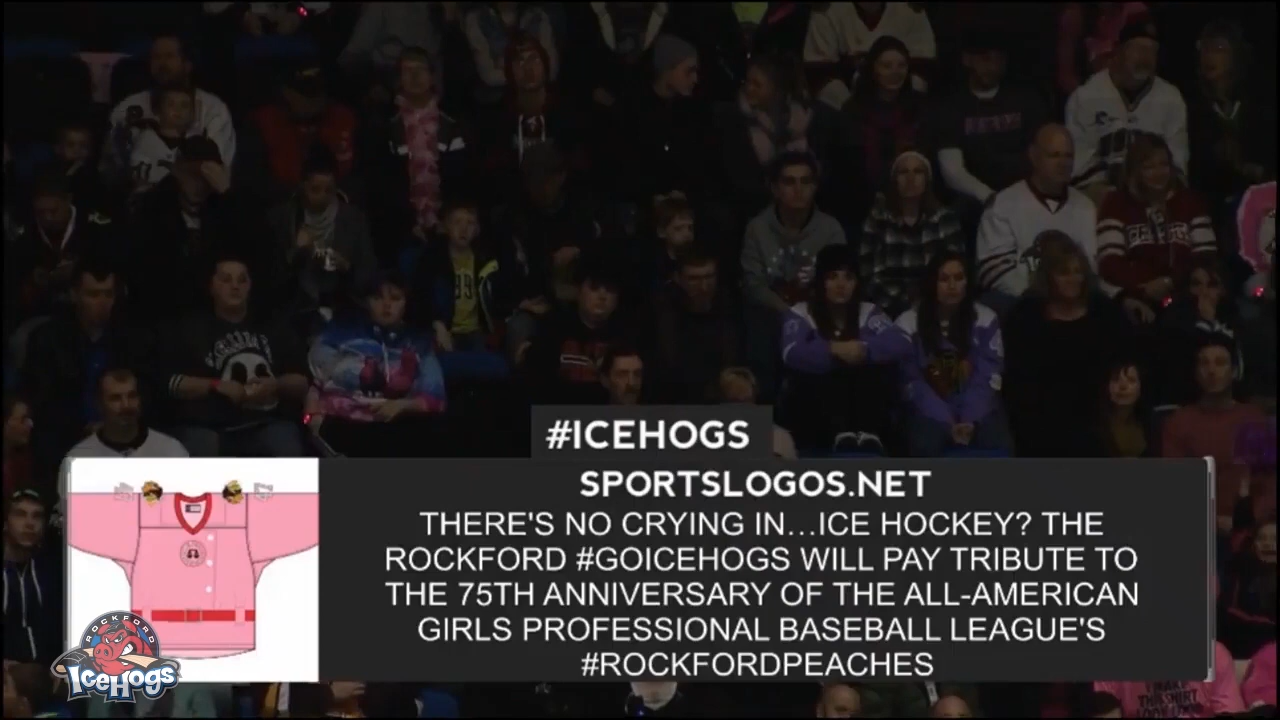 #ICEHOGS
SPORTSLOGOS.NET
THERE'S NO CRYING IN...ICE HOCKEY? THE
ROCKFORD #GOICEHOGS WILL PAY TRIBUTE TO
THE 75TH ANNIVERSARY OF THE ALL-AMERICAN
GIRLS PROFESSIONAL BASEBALL LEAGUE'S
#ROCKFORDPEACHES
ROCKFORD
ICEHOGS